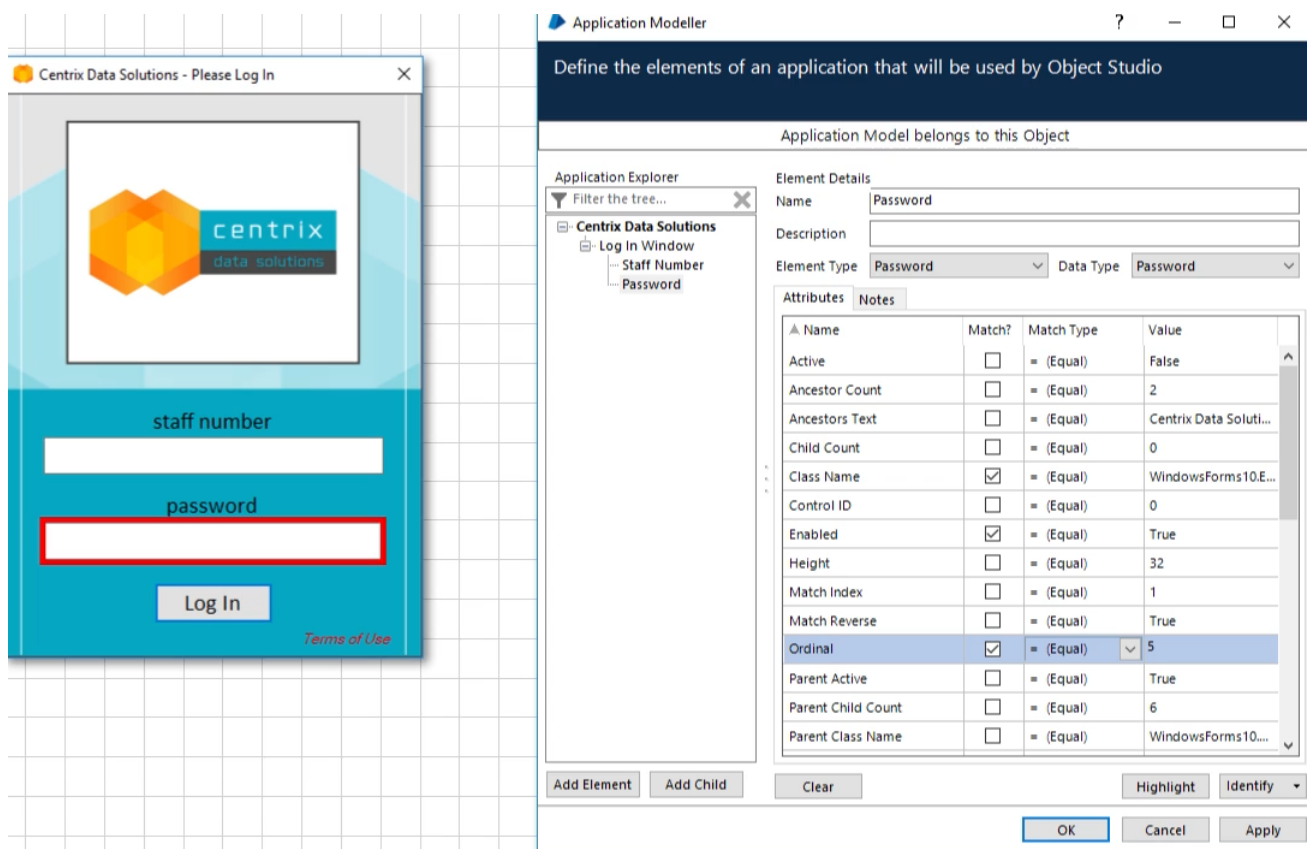 Centrix Data Solutions - Please Log In
centrix
data solutions
staff number
password
Log In
Terms of Use
Application Modeller
Define the elements of an application that will be used by Object Studio
Application Model belongs to this Object
Application Explorer
Filter the tree...
Centrix Data Solutions
Log In Window
Staff Number
Password
Add Element Add Child
Element Details
Name Password
Description
Element Type Password Data Type Password
Attributes Notes
Name Match? Match Type Value
Active = (Equal) False
Ancestor Count = (Equal) 2
Ancestors Text = (Equal) Centrix Data Soluti...
Child Count = (Equal) 0
Class Name = (Equal) WindowsForms10.E...
Control ID = (Equal) 0
Enabled = (Equal) True
Height = (Equal) 32
Match Index = (Equal) 1
Match Reverse = (Equal) True
Ordinal = (Equal) 5
Parent Active = (Equal) True
Parent Child Count = (Equal) 6
Parent Class Name = (Equal) WindowsForms10....
Clear Highlight Identify
OK Cancel Apply